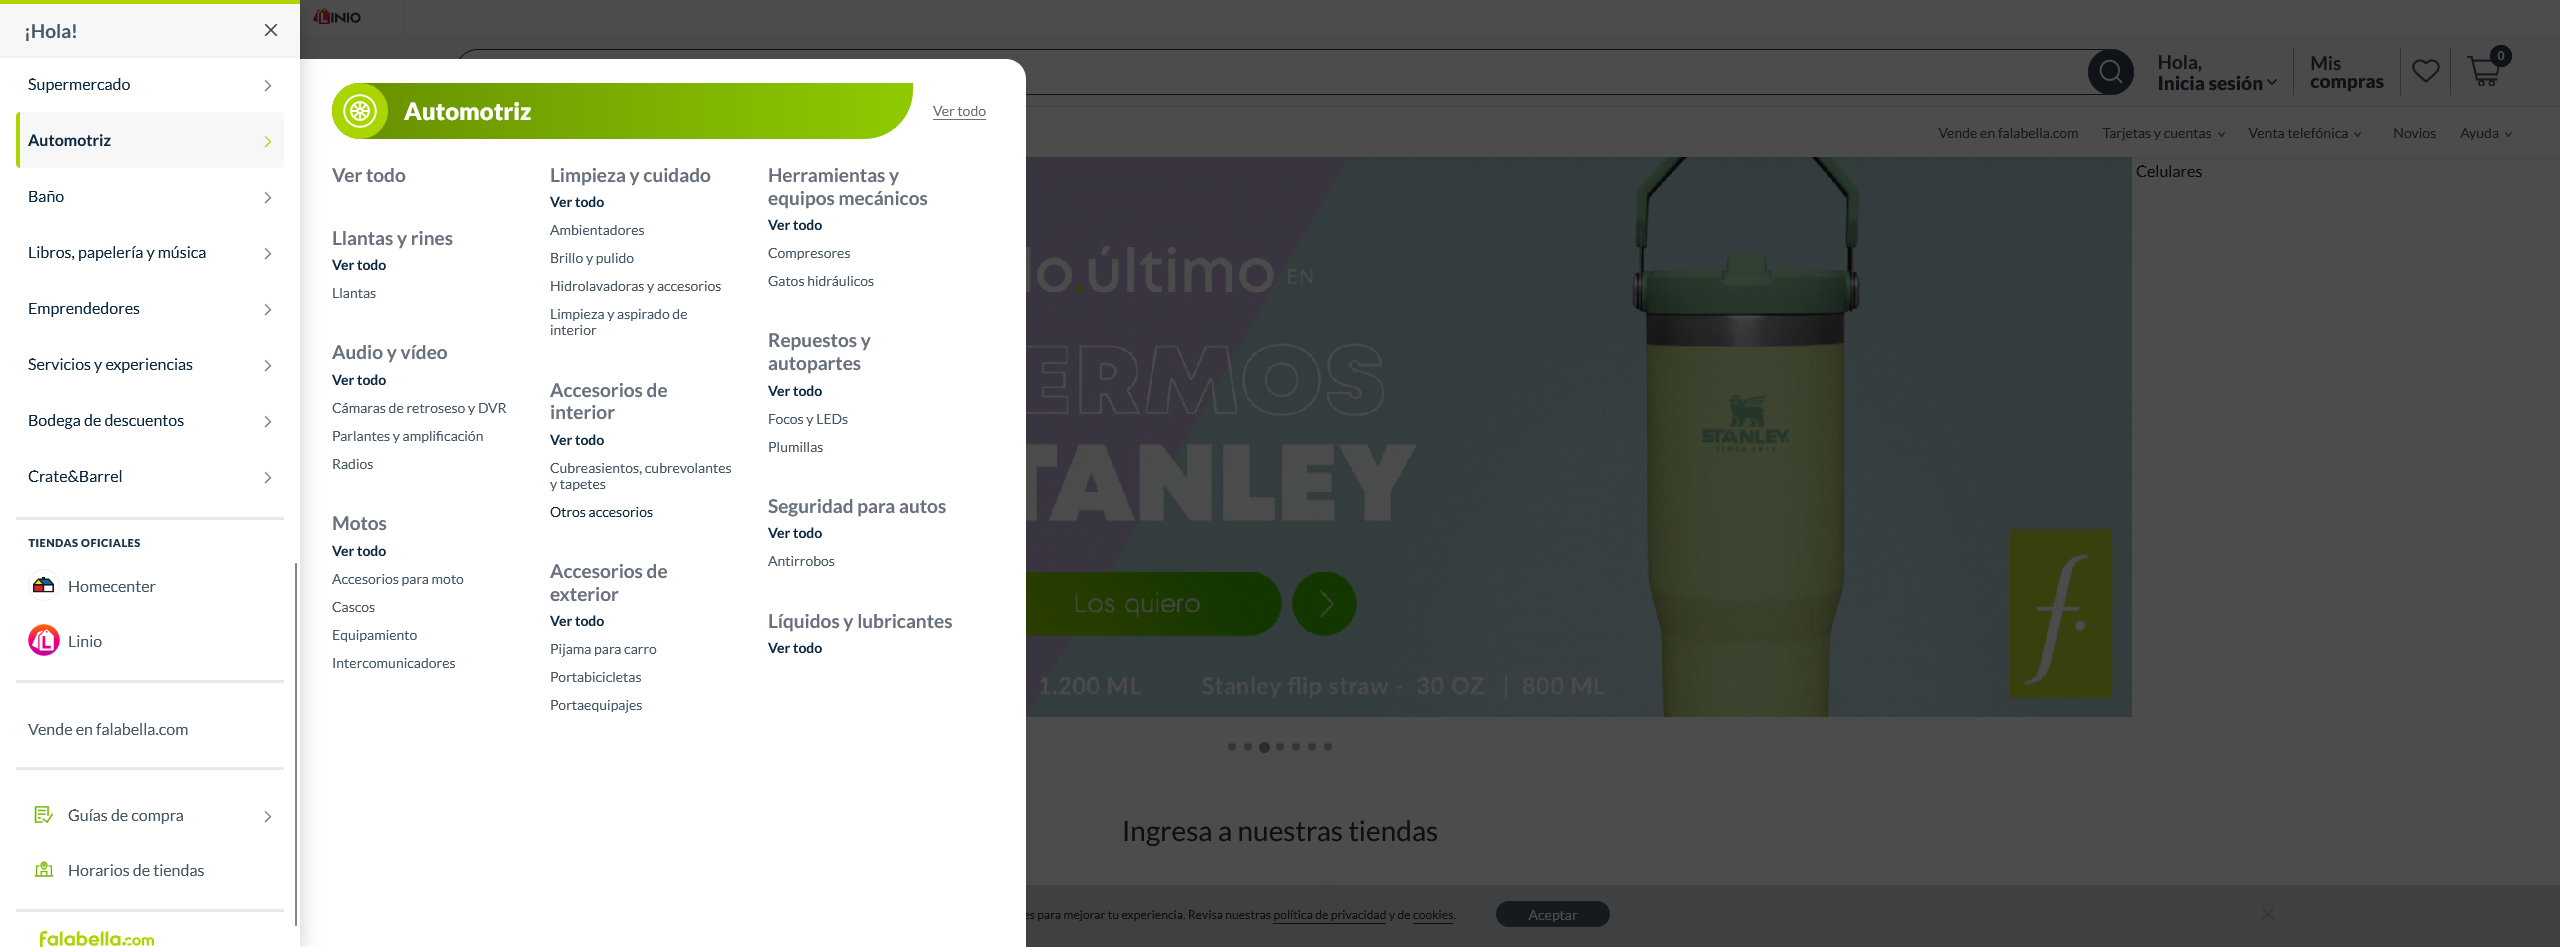 ¡Hola!
Supermercado
Automotriz
Baño
Libros, papelería y música
Emprendedores
Servicios y experiencias
Bodega de descuentos
Crate&Barrel
TIENDAS OFICIALES
Homecenter
Linio
Vende en falabella.com
Guías de compra
Horarios de tiendas
falabella.com
Automotriz
Ver todo
Ver todo
Llantas y rines
Ver todo
Llantas
Audio y vídeo
Ver todo
Cámaras de retroseso y DVR
Parlantes y amplificación
Radios
Motos
Ver todo
Accesorios para moto
Cascos
Equipamiento
Intercomunicadores
Limpieza y cuidado
Ver todo
Ambientadores
Brillo y pulido
Hidrolavadoras y accesorios
Limpieza y aspirado de
interior
Accesorios de
interior
Ver todo
Cubreasientos, cubrevolantes
y tapetes
Otros accesorios
Accesorios de
exterior
Ver todo
Pijama para carro
Portabicicletas
Portaequipajes
Herramientas y
equipos mecánicos
Ver todo
Compresores
Gatos hidráulicos
Repuestos y
autopartes
Ver todo
Focos y LEDs
Plumillas
Seguridad para autos
Ver todo
Antirrobos
Líquidos y lubricantes
Ver todo
LINIO
Hola,
Inicia sesión
Mis
compras
0
Vende en falabella.com
Tarjetas y cuentas
Venta telefónica
Novios
Ayuda
Celulares
lo.último EN
ERMOS
TANLEY
Los quiero
1.200 ML
Stanley flip straw - 30 OZ | 800 ML
STANLEY
SINCE 1913
f
Ingresa a nuestras tiendas
es para mejorar tu experiencia. Revisa nuestras política de privacidad y de cookies.
Aceptar